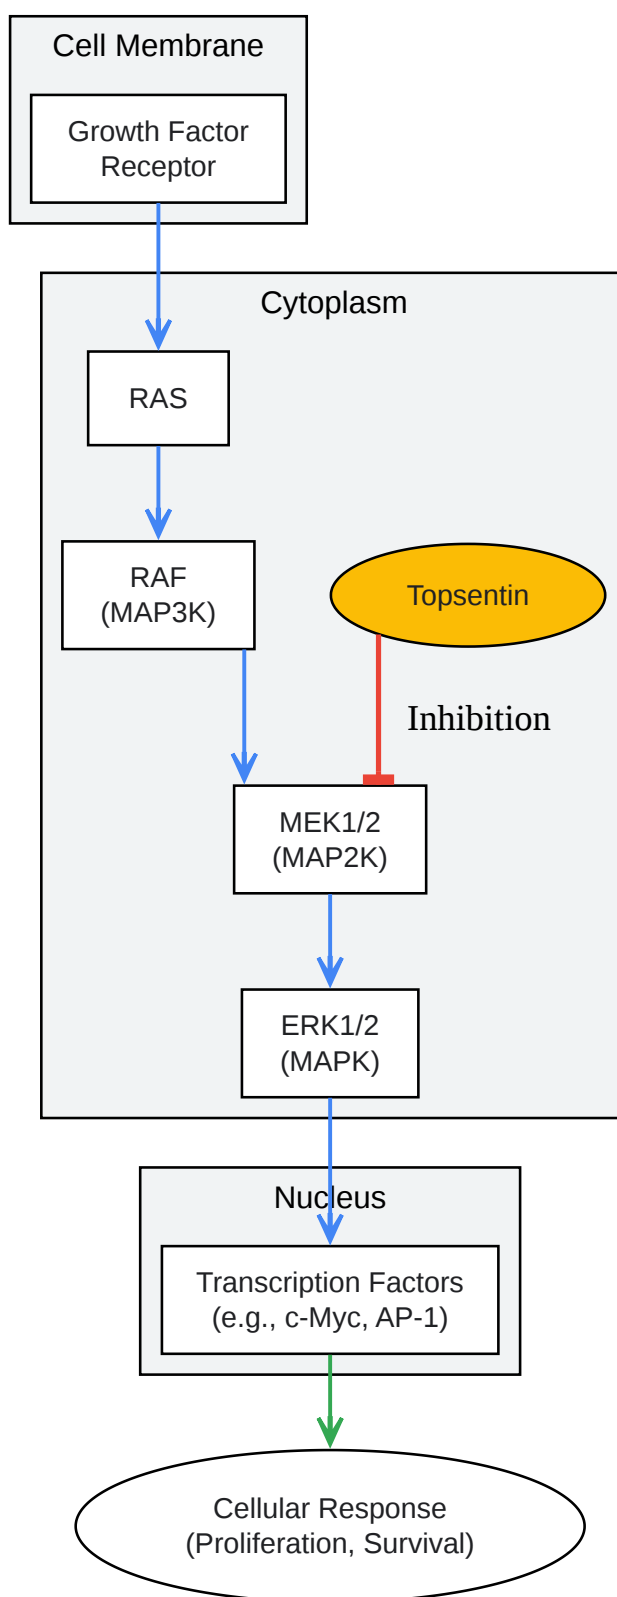 Cell Membrane
Growth Factor
Receptor
Cytoplasm
RAS
RAF
(MAP3K)
Topsentin
Inhibition
MEK1/2
(MAP2K)
ERK1/2
(MAPK)
Nucleus
Transcription Factors
(e.g., c-Myc, AP-1)
Cellular Response
(Proliferation, Survival)